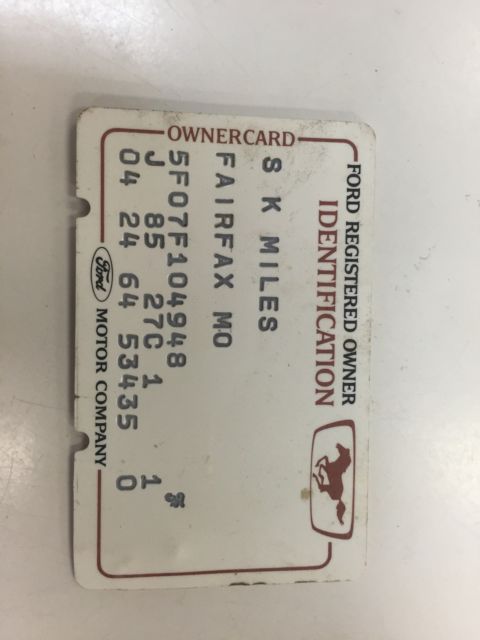 FORD REGISTERED OWNER
IDENTIFICATION
OWNERCARD
S K MILES
FAIRFAX MO
5F07F104948
J 85 27C 1 1
04 24 64 53435 0
Ford MOTOR COMPANY